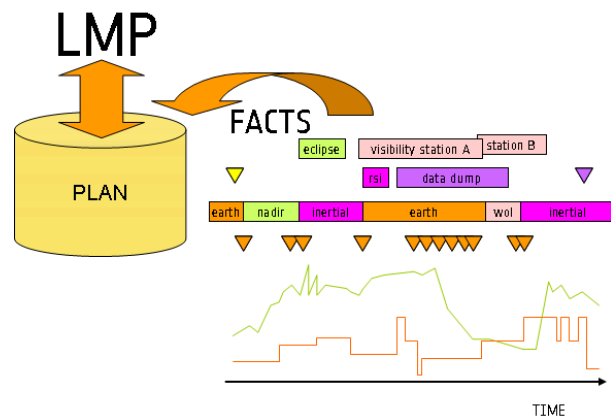 LMP
FACTS
PLAN
eclipse
visibility station A
station B
rsi
data dump
earth
nadir
inertial
earth
wol
inertial
TIME